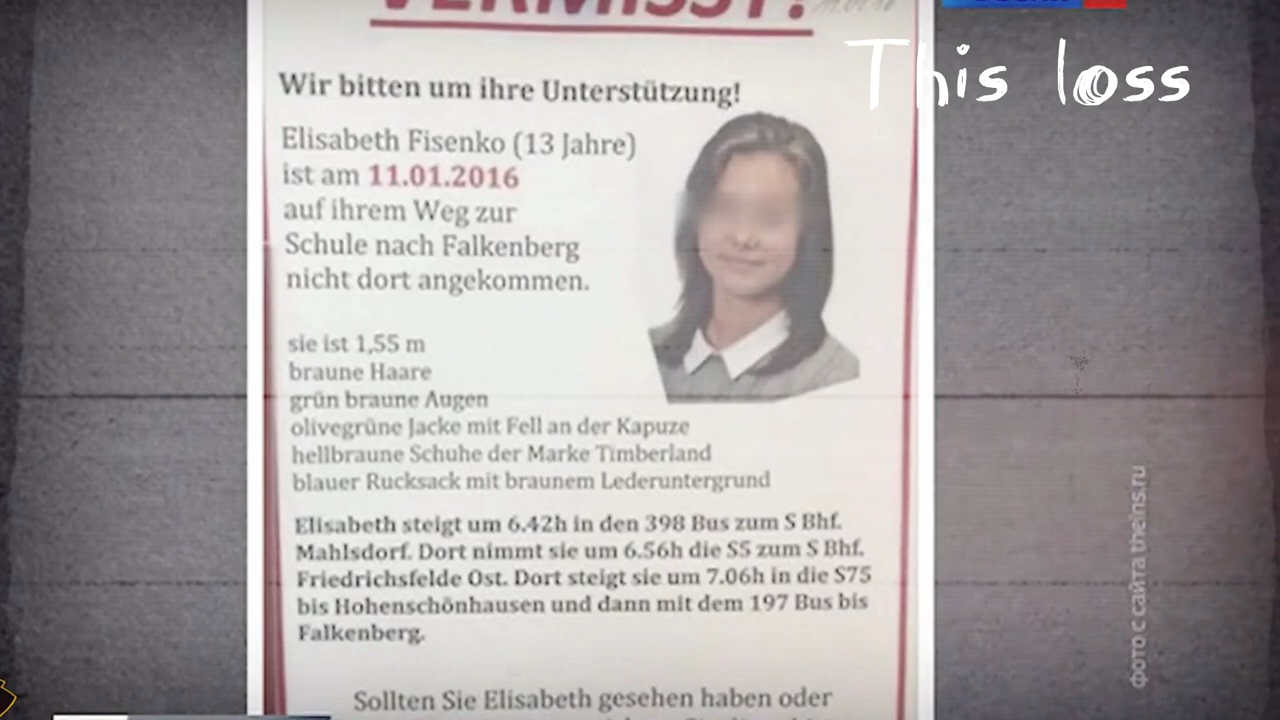 VERMISST!
This loss
Wir bitten um ihre Unterstützung!
Elisabeth Fisenko (13 Jahre)
ist am 11.01.2016
auf ihrem Weg zur
Schule nach Falkenberg
nicht dort angekommen.
sie ist 1,55 m
braune Haare
grün braune Augen
olivegrüne Jacke mit Fell an der Kapuze
hellbraune Schuhe der Marke Timberland
blauer Rucksack mit braunem Lederuntergrund
Elisabeth steigt um 6.42h in den 398 Bus zum S Bhf.
Mahlsdorf. Dort nimmt sie um 6.56h die S5 zum S Bhf.
Friedrichsfelde Ost. Dort steigt sie um 7.06h in die S75
bis Hohenschönhausen und dann mit dem 197 Bus bis
Falkenberg.
Sollten Sie Elisabeth gesehen haben oder
фото с сайта theins.ru